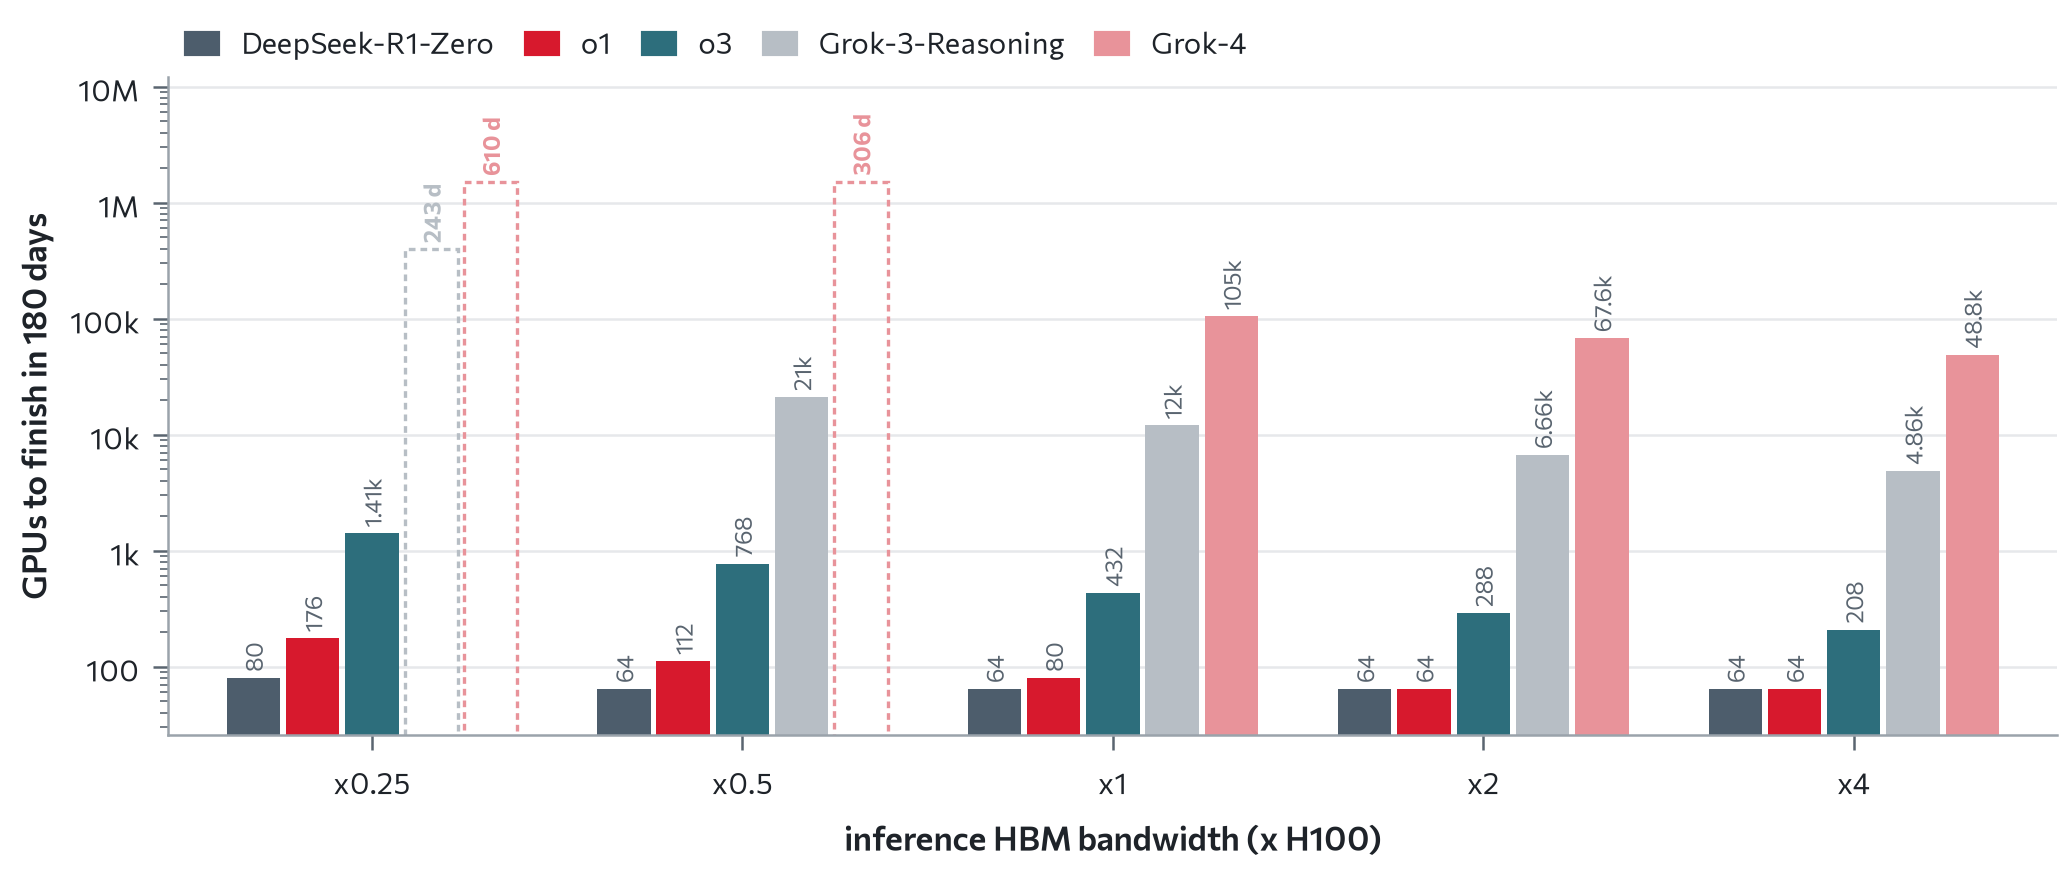 DeepSeek-R1-Zero o1 o3 Grok-3-Reasoning Grok-4
GPUs to finish in 180 days
10M
1M
100k
10k
1k
100
80
176
1.41k
243 d
610 d
64
112
768
21k
306 d
64
80
432
12k
105k
64
64
288
6.66k
67.6k
64
64
208
4.86k
48.8k
x0.25 x0.5 x1 x2 x4
inference HBM bandwidth (x H100)